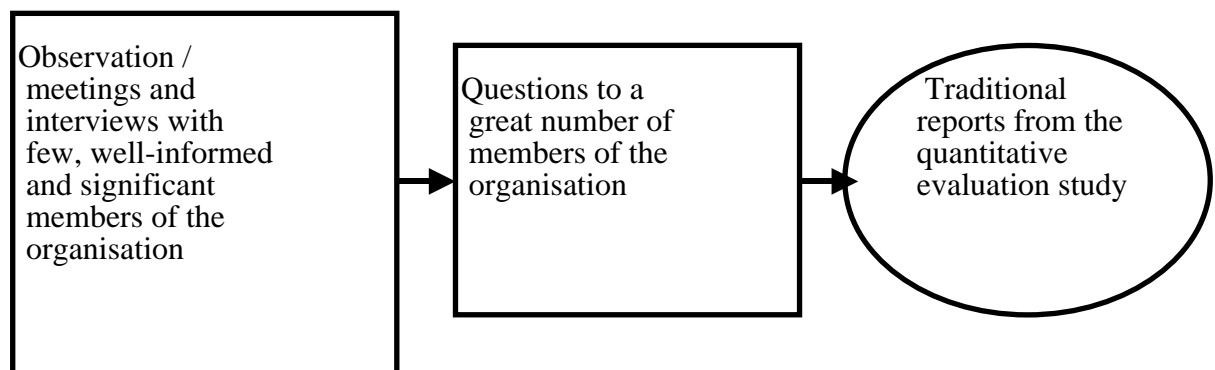 Observation /
meetings and
interviews with
few, well-informed
and significant
members of the
organisation
Questions to a
great number of
members of the
organisation
Traditional
reports from the
quantitative
evaluation study